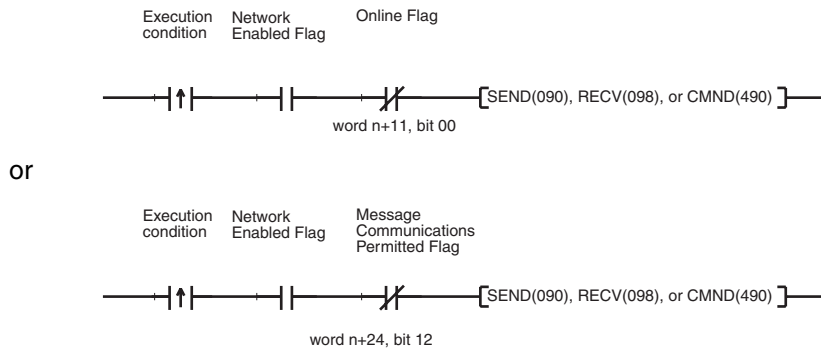 Execution condition
Network Enabled Flag
Online Flag
SEND(090), RECV(098), or CMND(490)
word n+11, bit 00
or
Execution condition
Network Enabled Flag
Message Communications Permitted Flag
SEND(090), RECV(098), or CMND(490)
word n+24, bit 12